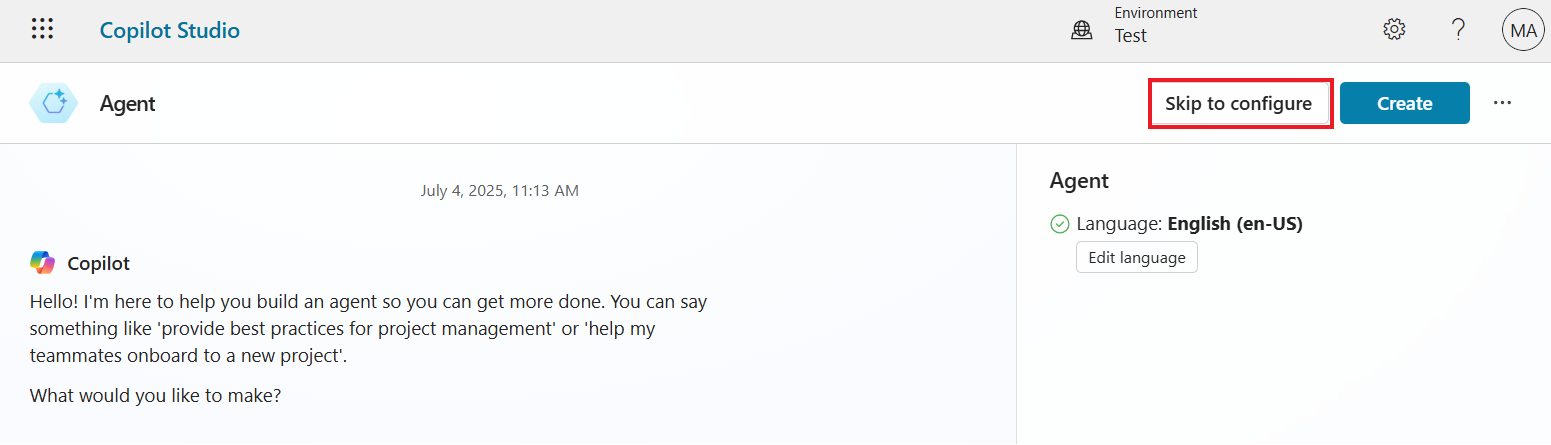 Copilot Studio
Environment
Test
MA
Agent
Skip to configure
Create
July 4, 2025, 11:13 AM
Copilot
Hello! I'm here to help you build an agent so you can get more done. You can say
something like 'provide best practices for project management' or 'help my
teammates onboard to a new project'.
What would you like to make?
Agent
Language: English (en-US)
Edit language